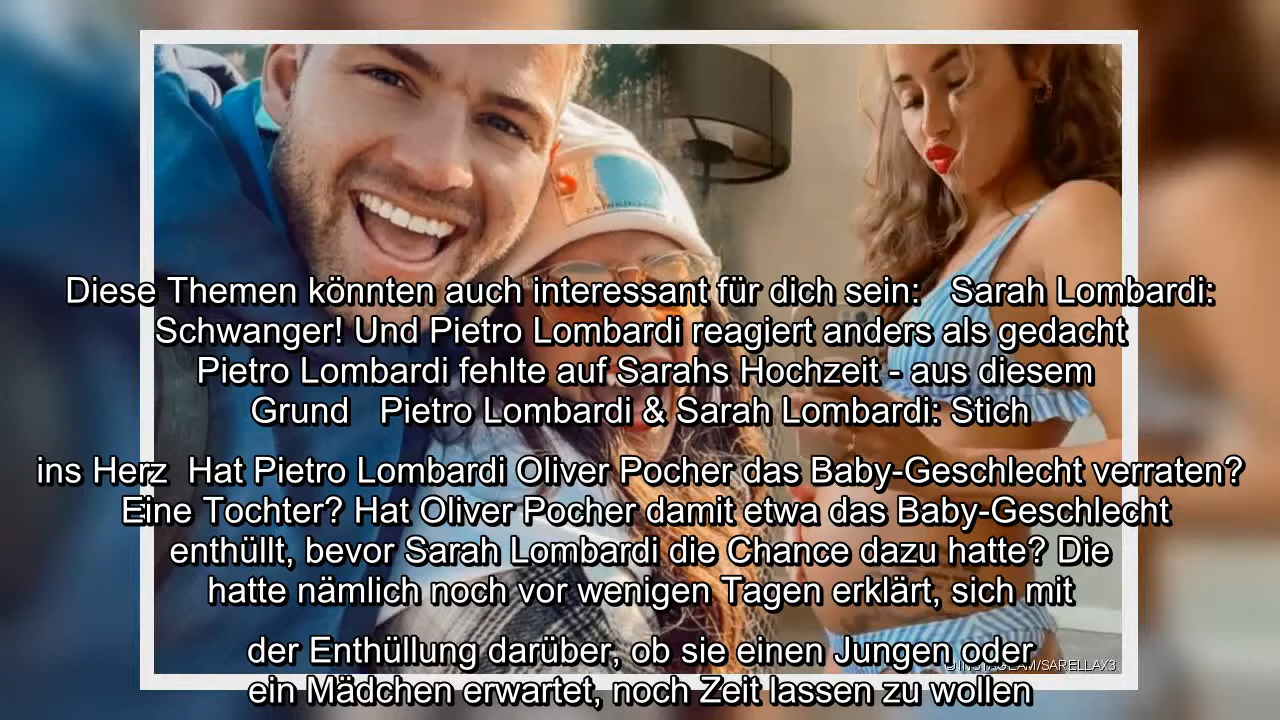 Diese Themen könnten auch interessant für dich sein: Sarah Lombardi:
Schwanger! Und Pietro Lombardi reagiert anders als gedacht
Pietro Lombardi fehlte auf Sarahs Hochzeit - aus diesem
Grund Pietro Lombardi & Sarah Lombardi: Stich
ins Herz Hat Pietro Lombardi Oliver Pocher das Baby-Geschlecht verraten?
Eine Tochter? Hat Oliver Pocher damit etwa das Baby-Geschlecht
enthüllt, bevor Sarah Lombardi die Chance dazu hatte? Die
hatte nämlich noch vor wenigen Tagen erklärt, sich mit
der Enthüllung darüber, ob sie einen Jungen oder
© INSTAGRAM/SARELLAX3
ein Mädchen erwartet, noch Zeit lassen zu wollen